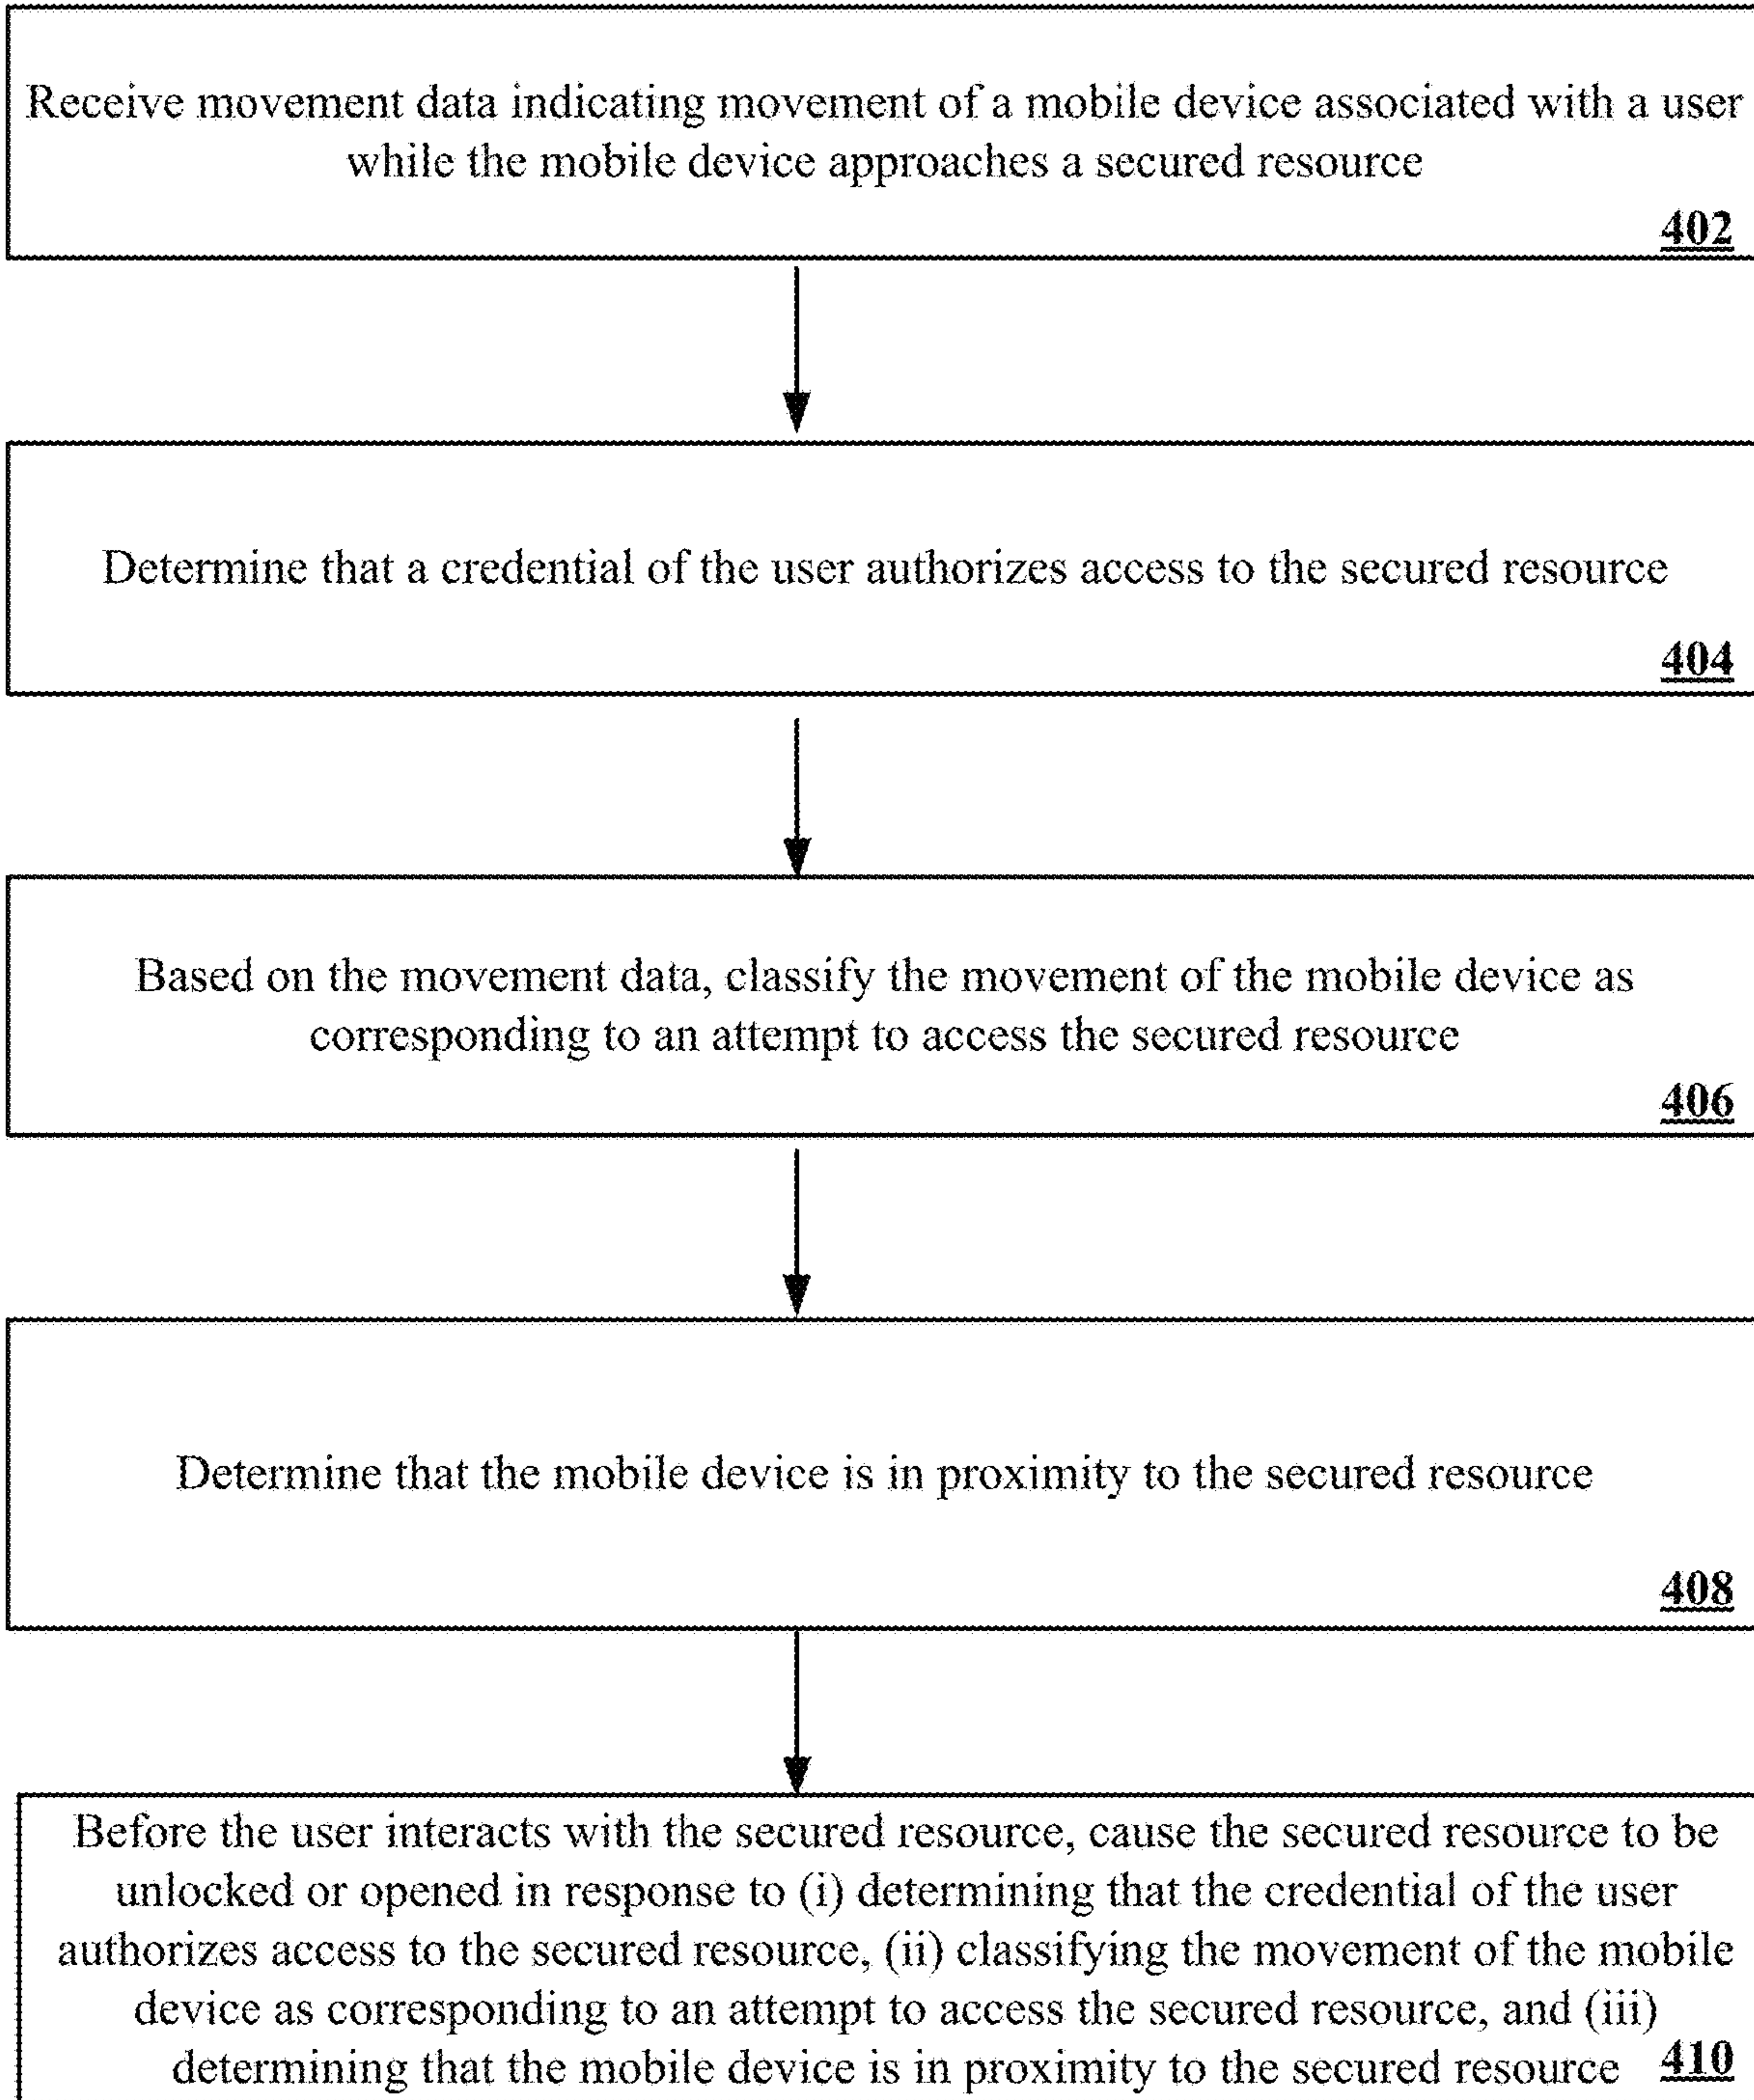 Receive movement data indicating movement of a mobile device associated with a user
while the mobile device approaches a secured resource
402
Determine that a credential of the user authorizes access to the secured resource
404
Based on the movement data, classify the movement of the mobile device as
corresponding to an attempt to access the secured resource
406
Determine that the mobile device is in proximity to the secured resource
408
Before the user interacts with the secured resource, cause the secured resource to be
unlocked or opened in response to (i) determining that the credential of the user
authorizes access to the secured resource, (ii) classifying the movement of the mobile
device as corresponding to an attempt to access the secured resource, and (iii)
determining that the mobile device is in proximity to the secured resource 410